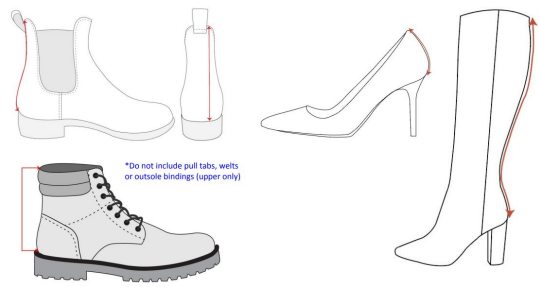 *Do not include pull tabs, welts
or outsole bindings (upper only)